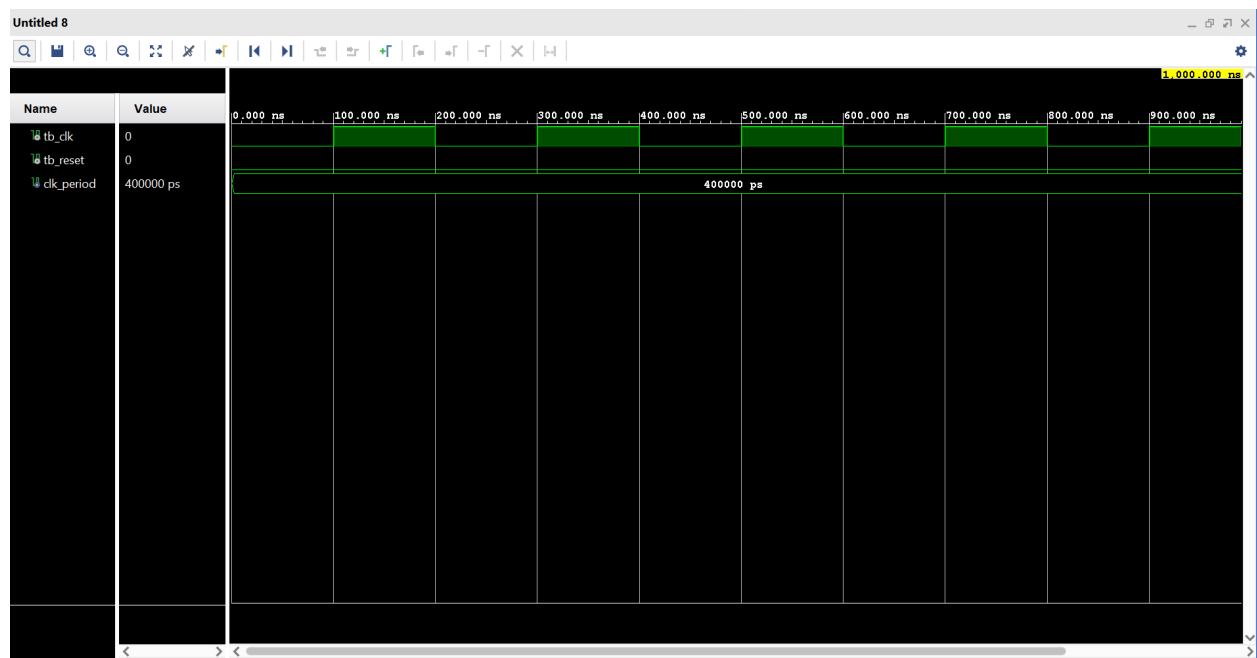 Untitled 8
1,000.000 ns
Name Value
0.000 ns 100.000 ns 200.000 ns 300.000 ns 400.000 ns 500.000 ns 600.000 ns 700.000 ns 800.000 ns 900.000 ns
tb_clk 0
tb_reset 0
clk_period 400000 ps 400000 ps